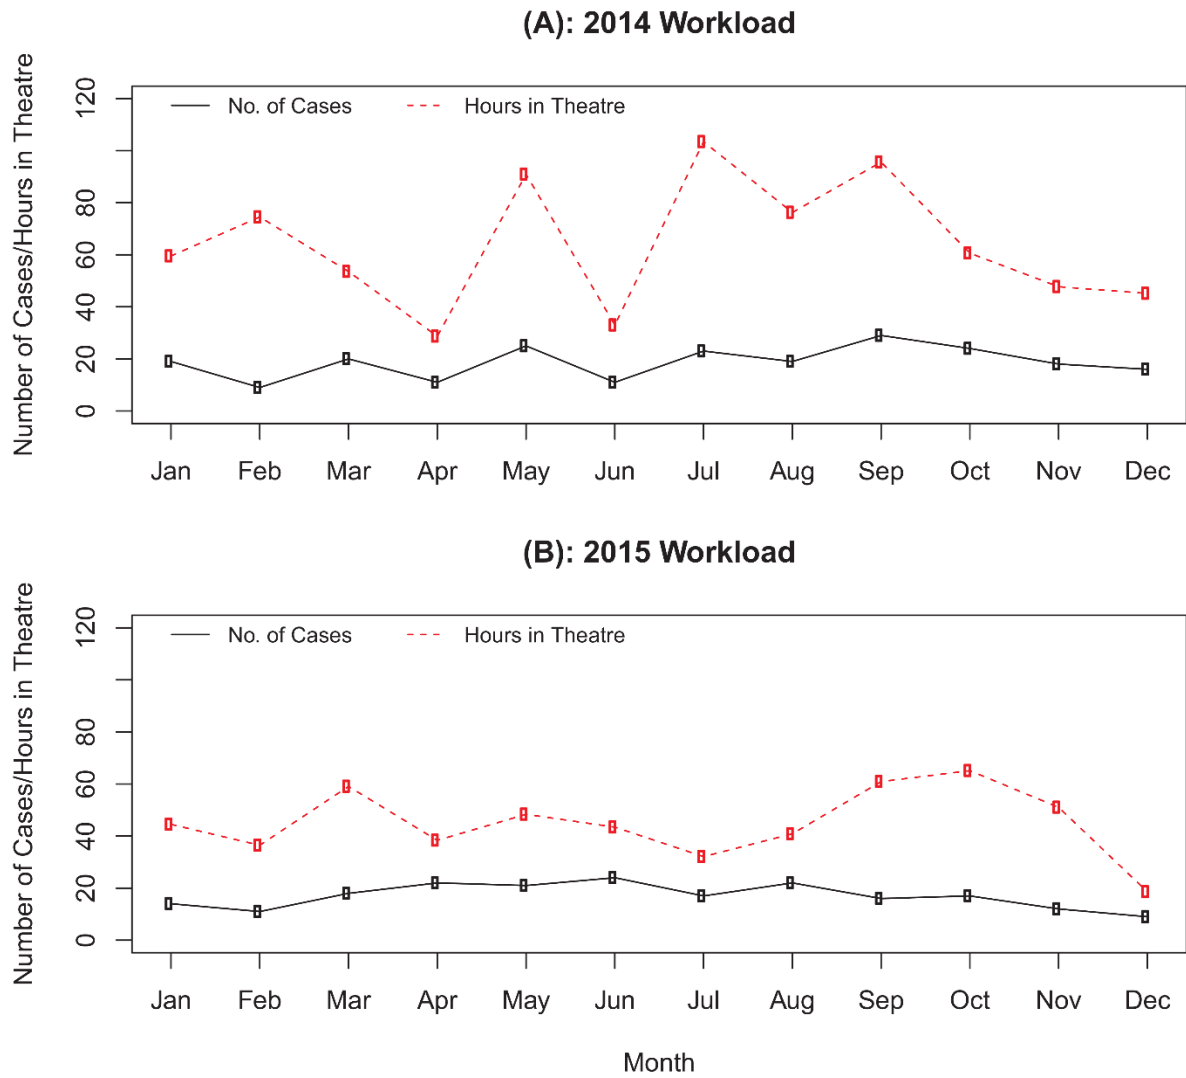 (A): 2014 Workload
Number of Cases/Hours in Theatre
120
80
60
40
20
0
No. of Cases
Hours in Theatre
Jan Feb Mar Apr May Jun Jul Aug Sep Oct Nov Dec
(B): 2015 Workload
Number of Cases/Hours in Theatre
120
80
60
40
20
0
No. of Cases
Hours in Theatre
Jan Feb Mar Apr May Jun Jul Aug Sep Oct Nov Dec
Month